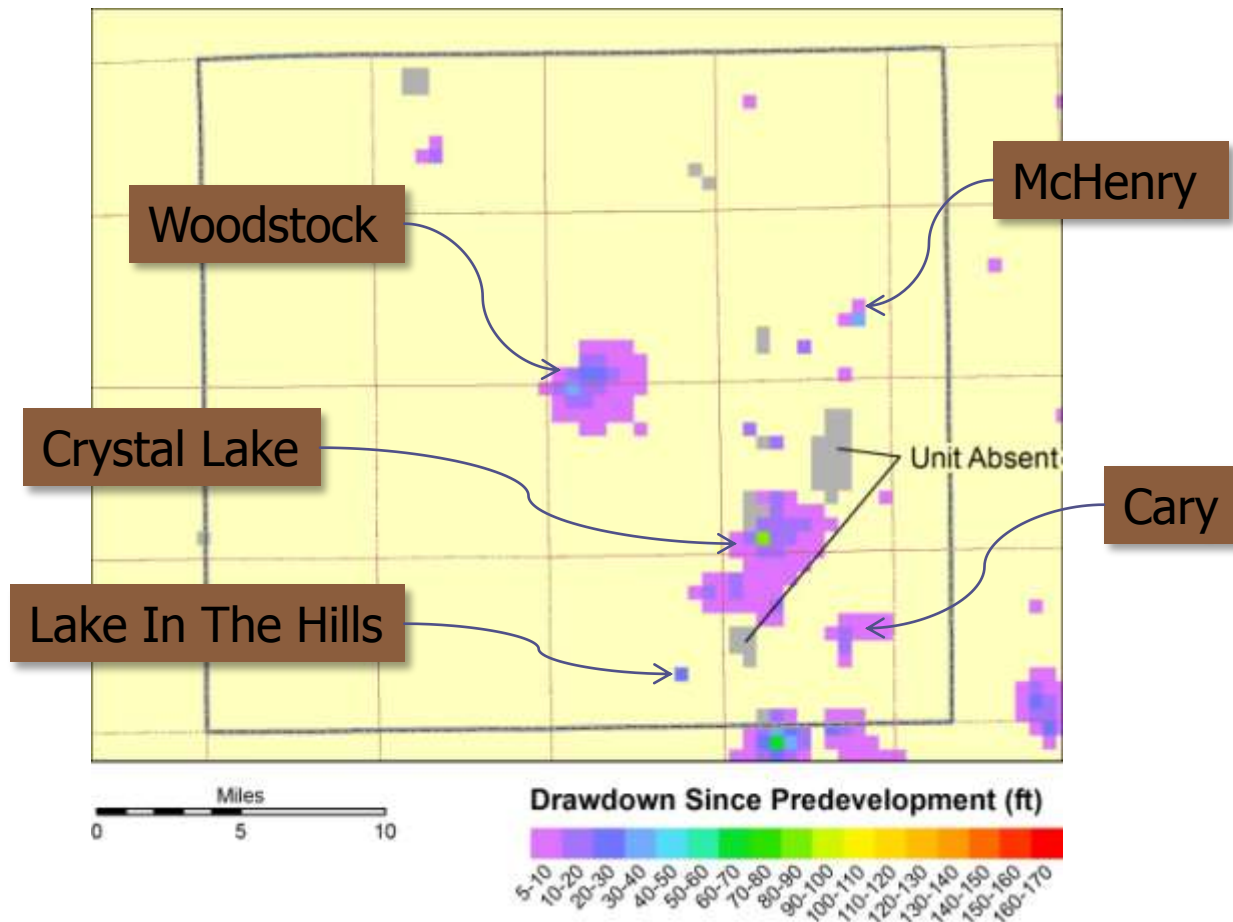 McHenry
Woodstock
Crystal Lake
Unit Absent
Cary
Lake In The Hills
Miles
0 5 10
Drawdown Since Predevelopment (ft)
5-10 10-20 20-30 30-40 40-50 50-60 60-70 70-80 80-90 90-100 100-110 110-120 120-130 130-140 140-150 150-160 160-170